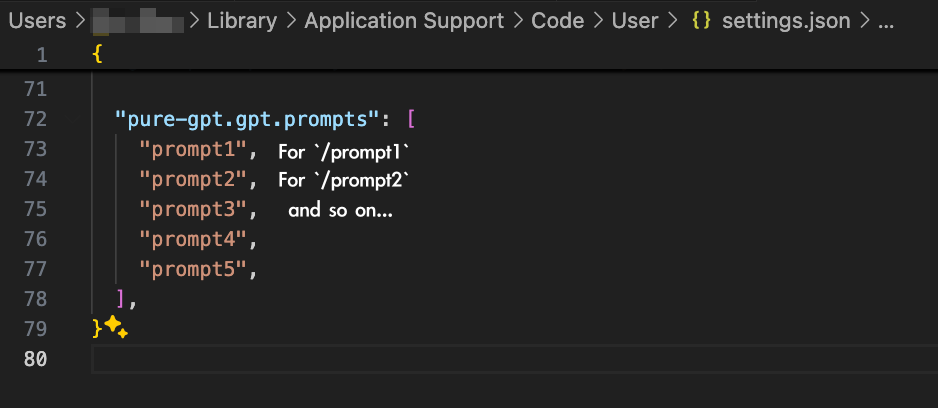 Users > > Library > Application Support > Code > User > {} settings.json > ...
1 {
71
72 "pure-gpt.gpt.prompts": [
73 "prompt1", For `/prompt1`
74 "prompt2", For `/prompt2`
75 "prompt3", and so on...
76 "prompt4",
77 "prompt5",
78 ],
79 }
80